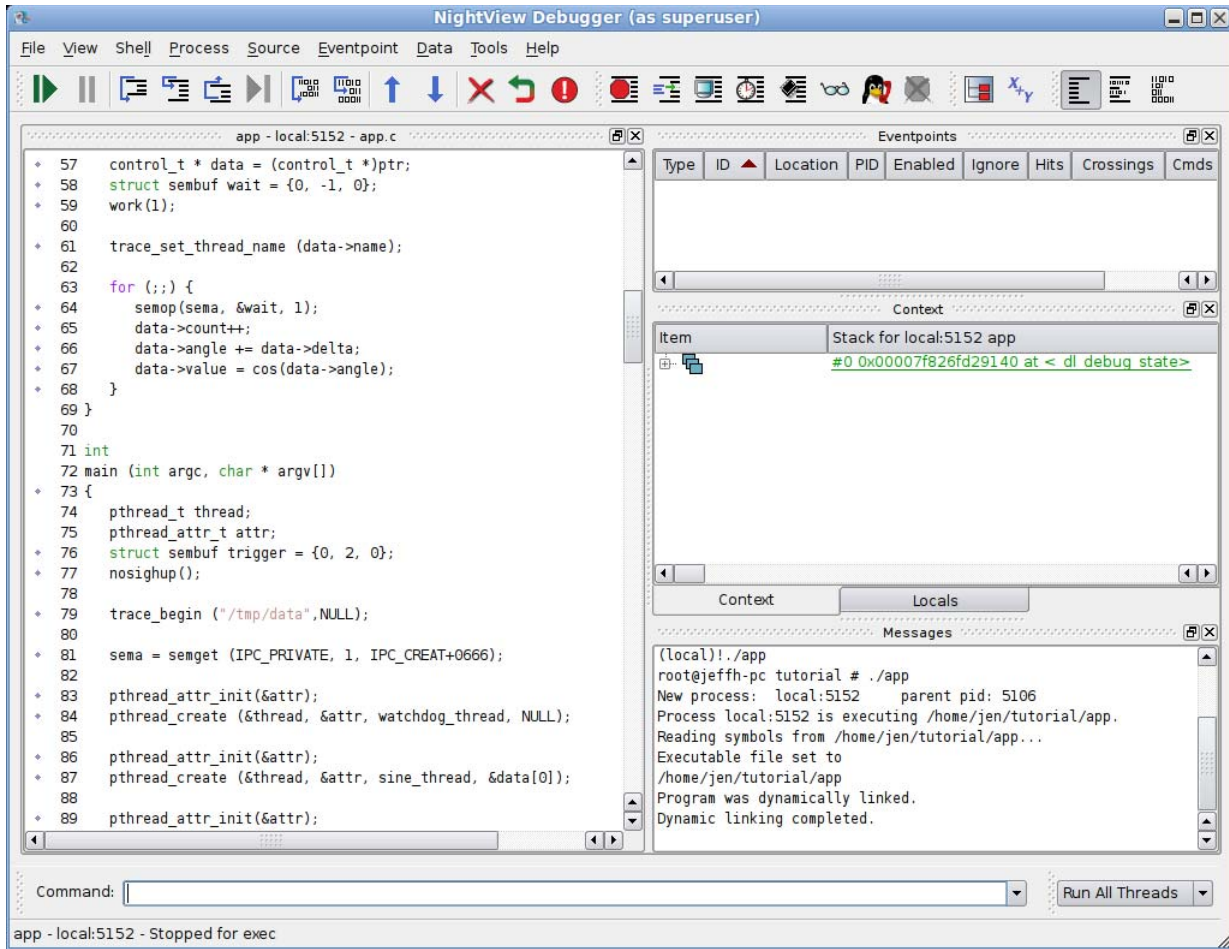 NightView Debugger (as superuser)
File View Shell Process Source Eventpoint Data Tools Help
app - local:5152 - app.c
57 control_t * data = (control_t *)ptr;
58 struct sembuf wait = {0, -1, 0};
59 work(1);
60
61 trace_set_thread_name (data->name);
62
63 for (;;) {
64 semop(sema, &wait, 1);
65 data->count++;
66 data->angle += data->delta;
67 data->value = cos(data->angle);
68 }
69 }
70
71 int
72 main (int argc, char * argv[])
73 {
74 pthread_t thread;
75 pthread_attr_t attr;
76 struct sembuf trigger = {0, 2, 0};
77 nosighup();
78
79 trace_begin ("/tmp/data",NULL);
80
81 sema = semget (IPC_PRIVATE, 1, IPC_CREAT+0666);
82
83 pthread_attr_init(&attr);
84 pthread_create (&thread, &attr, watchdog_thread, NULL);
85
86 pthread_attr_init(&attr);
87 pthread_create (&thread, &attr, sine_thread, &data[0]);
88
89 pthread_attr_init(&attr);
Eventpoints
Type ID Location PID Enabled Ignore Hits Crossings Cmds
Context
Item Stack for local:5152 app
#0 0x00007f826fd29140 at <_dl_debug_state>
Context Locals
Messages
(local)!./app
root@jeffh-pc tutorial # ./app
New process: local:5152 parent pid: 5106
Process local:5152 is executing /home/jen/tutorial/app.
Reading symbols from /home/jen/tutorial/app...
Executable file set to
/home/jen/tutorial/app
Program was dynamically linked.
Dynamic linking completed.
Command:
Run All Threads
app - local:5152 - Stopped for exec